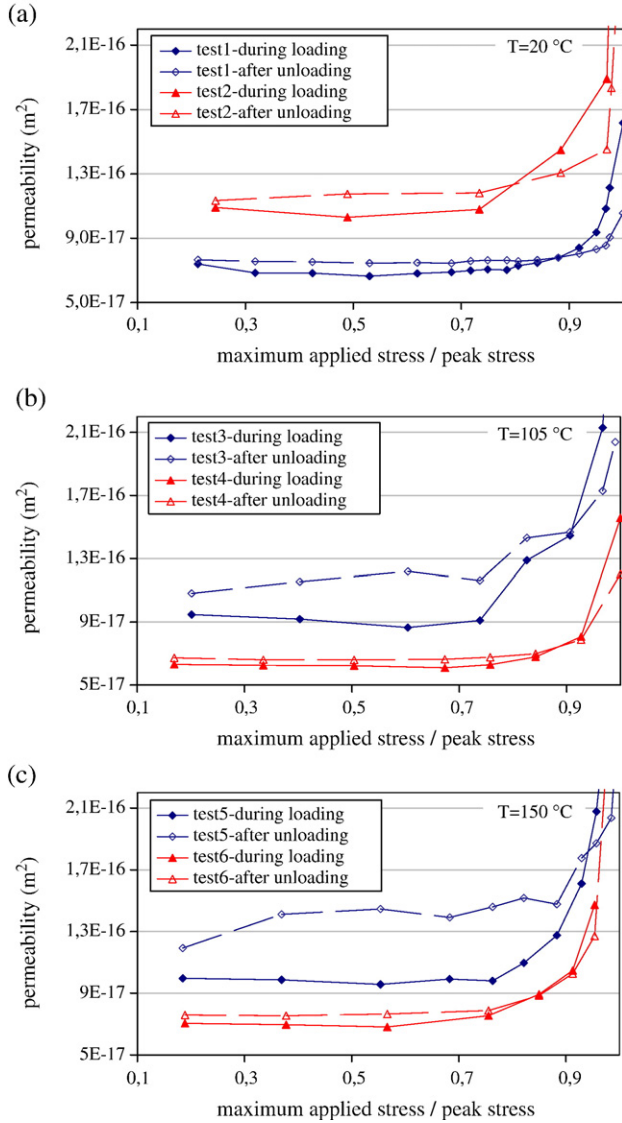 (a)
2,1E-16
1,7E-16
1,3E-16
9,0E-17
5,0E-17
permeability (m²)
test1-during loading
test1-after unloading
test2-during loading
test2-after unloading
T=20 °C
0,1 0,3 0,5 0,7 0,9
maximum applied stress / peak stress
(b)
2,1E-16
1,7E-16
1,3E-16
9E-17
5E-17
permeability (m²)
test3-during loading
test3-after unloading
test4-during loading
test4-after unloading
T=105 °C
0,1 0,3 0,5 0,7 0,9
maximum applied stress / peak stress
(c)
2,1E-16
1,7E-16
1,3E-16
9E-17
5E-17
permeability (m²)
test5-during loading
test5-after unloading
test6-during loading
test6-after unloading
T=150 °C
0,1 0,3 0,5 0,7 0,9
maximum applied stress / peak stress